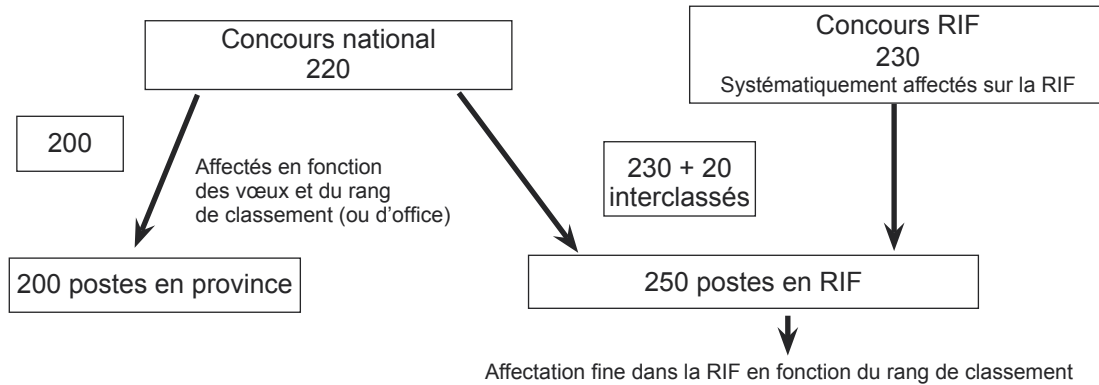 Concours national
220
Concours RIF
230
Systématiquement affectés sur la RIF
200
Affectés en fonction
des vœux et du rang
de classement (ou d'office)
230 + 20
interclassés
200 postes en province
250 postes en RIF
Affectation fine dans la RIF en fonction du rang de classement